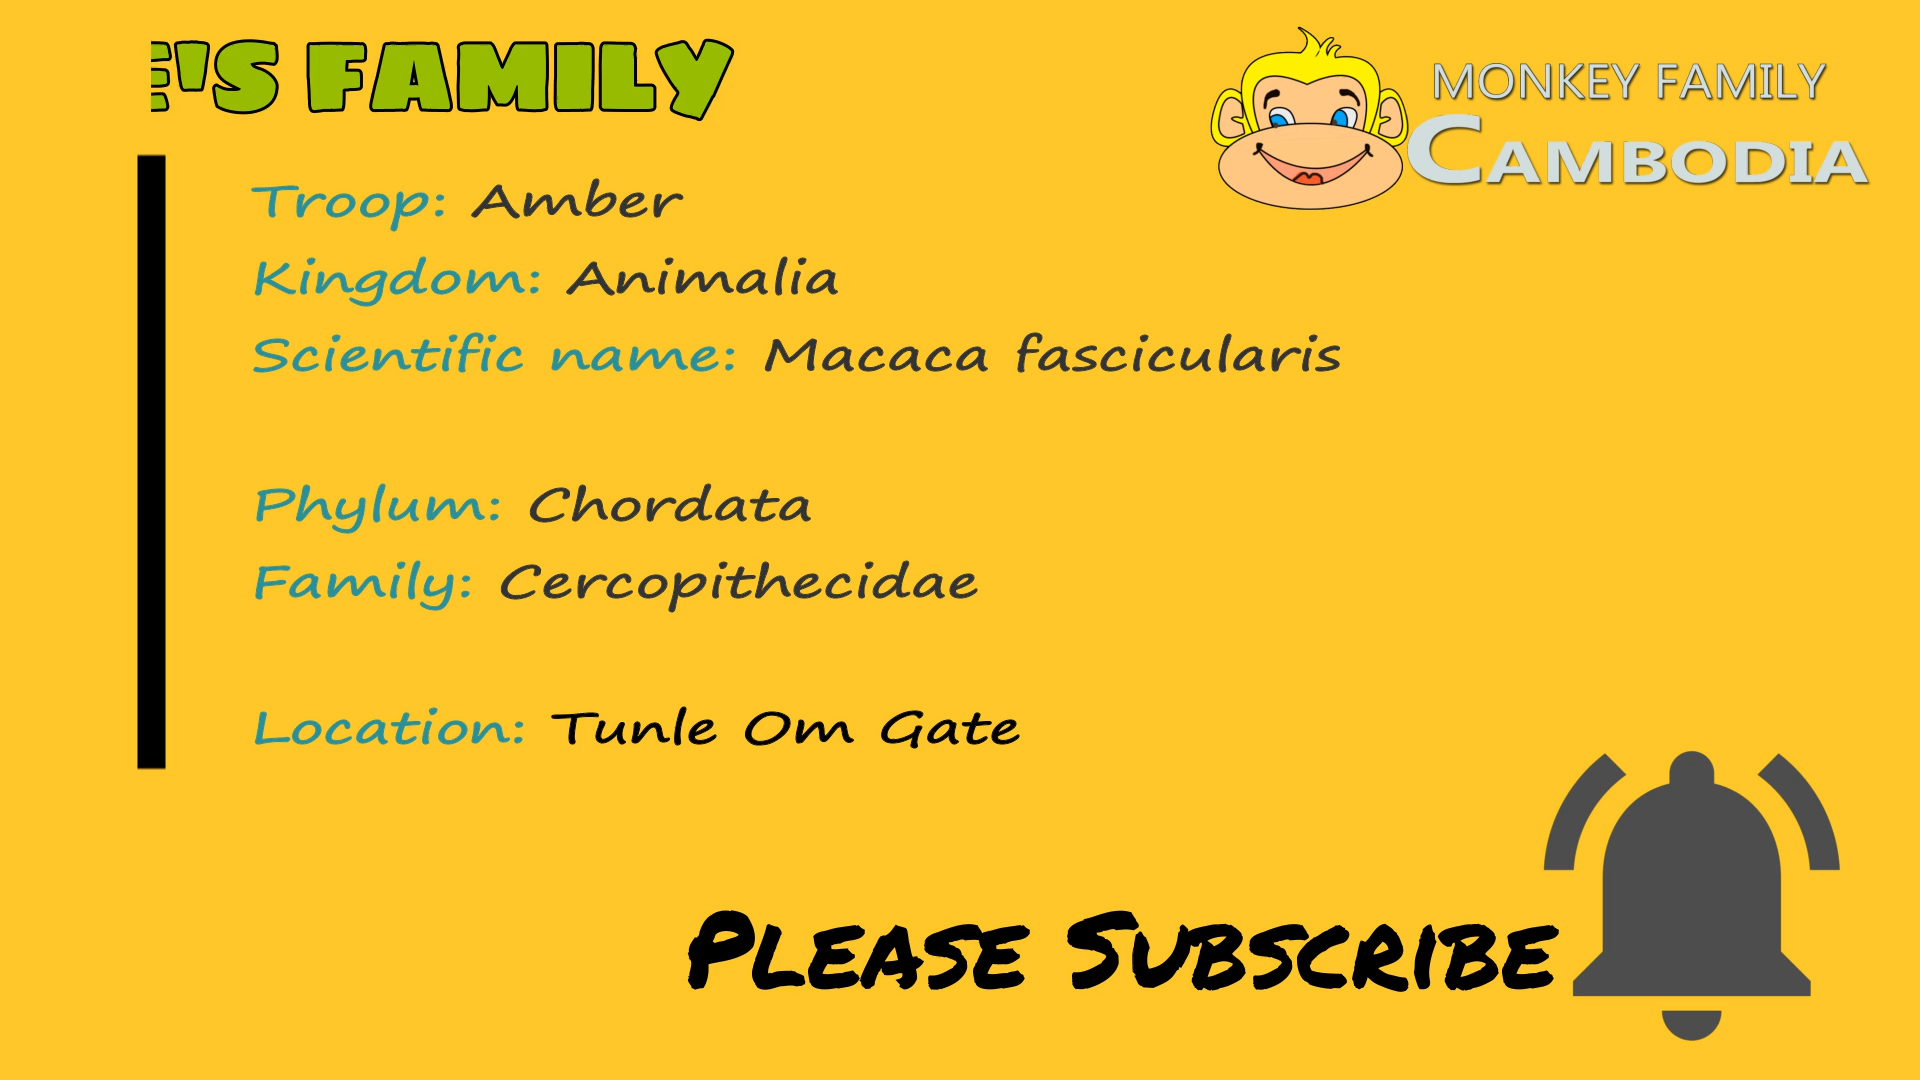 'S FAMILY
MONKEY FAMILY
CAMBODIA
Troop: Amber
Kingdom: Animalia
Scientific name: Macaca fascicularis
Phylum: Chordata
Family: Cercopithecidae
Location: Tunle Om Gate
PLEASE SUBSCRIBE